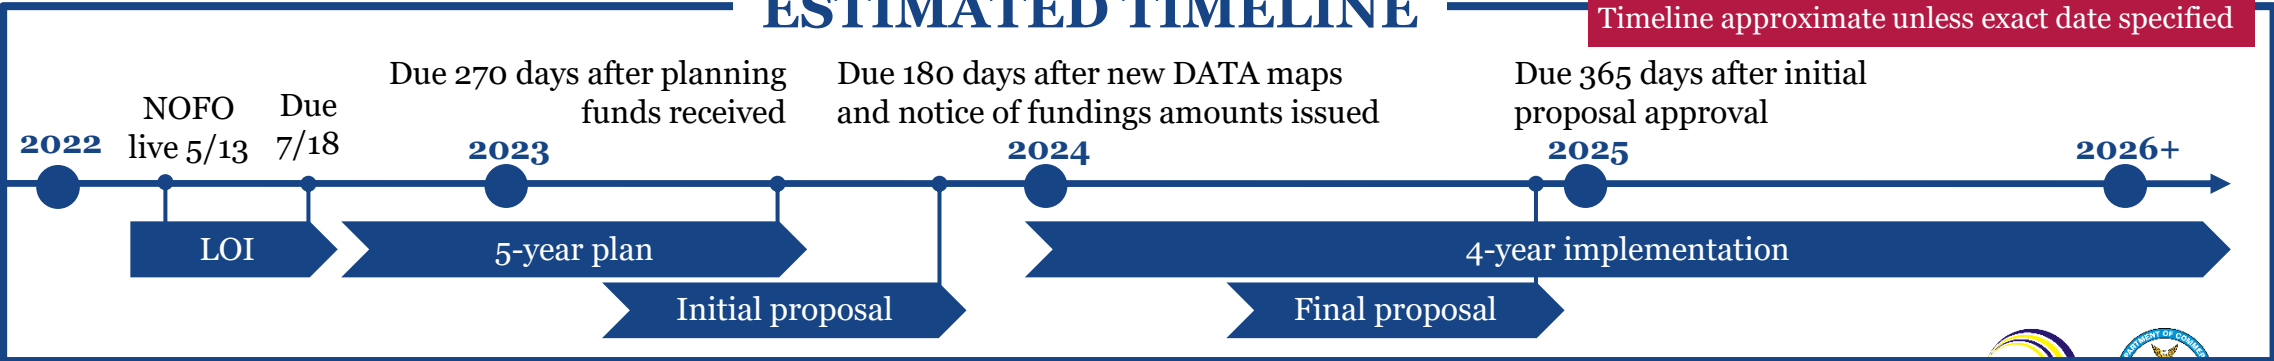 ESTIMATED TIMELINE
Timeline approximate unless exact date specified
Due 270 days after planning
funds received
Due 180 days after new DATA maps
and notice of fundings amounts issued
Due 365 days after initial
proposal approval
NOFO
live 5/13
Due
7/18
2022
2023
2024
2025
2026+
LOI
5-year plan
4-year implementation
Initial proposal
Final proposal